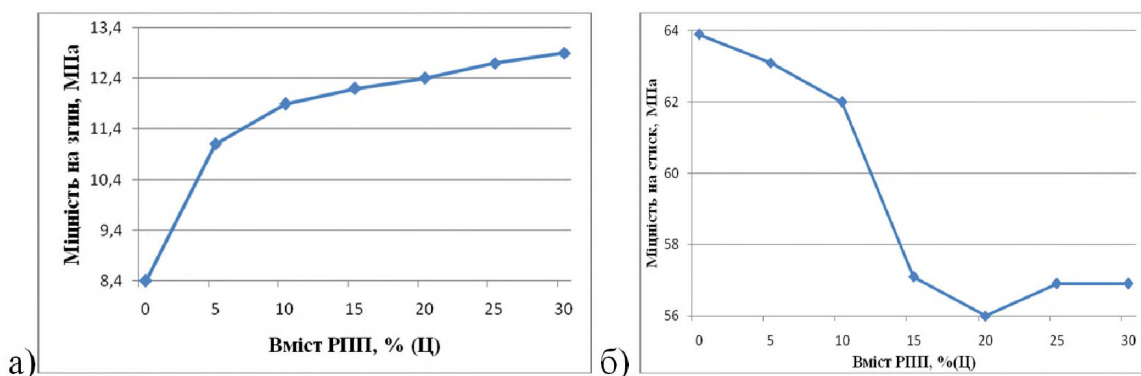 13,4
12,4
11,4
10,4
9,4
8,4
Міцність на згин, МПа
0 5 10 15 20 25 30
Вміст РПП, % (Ц)
а)
64
62
60
58
56
Міцність на стиск, МПа
0 5 10 15 20 25 30
Вміст РПП, %(Ц)
б)